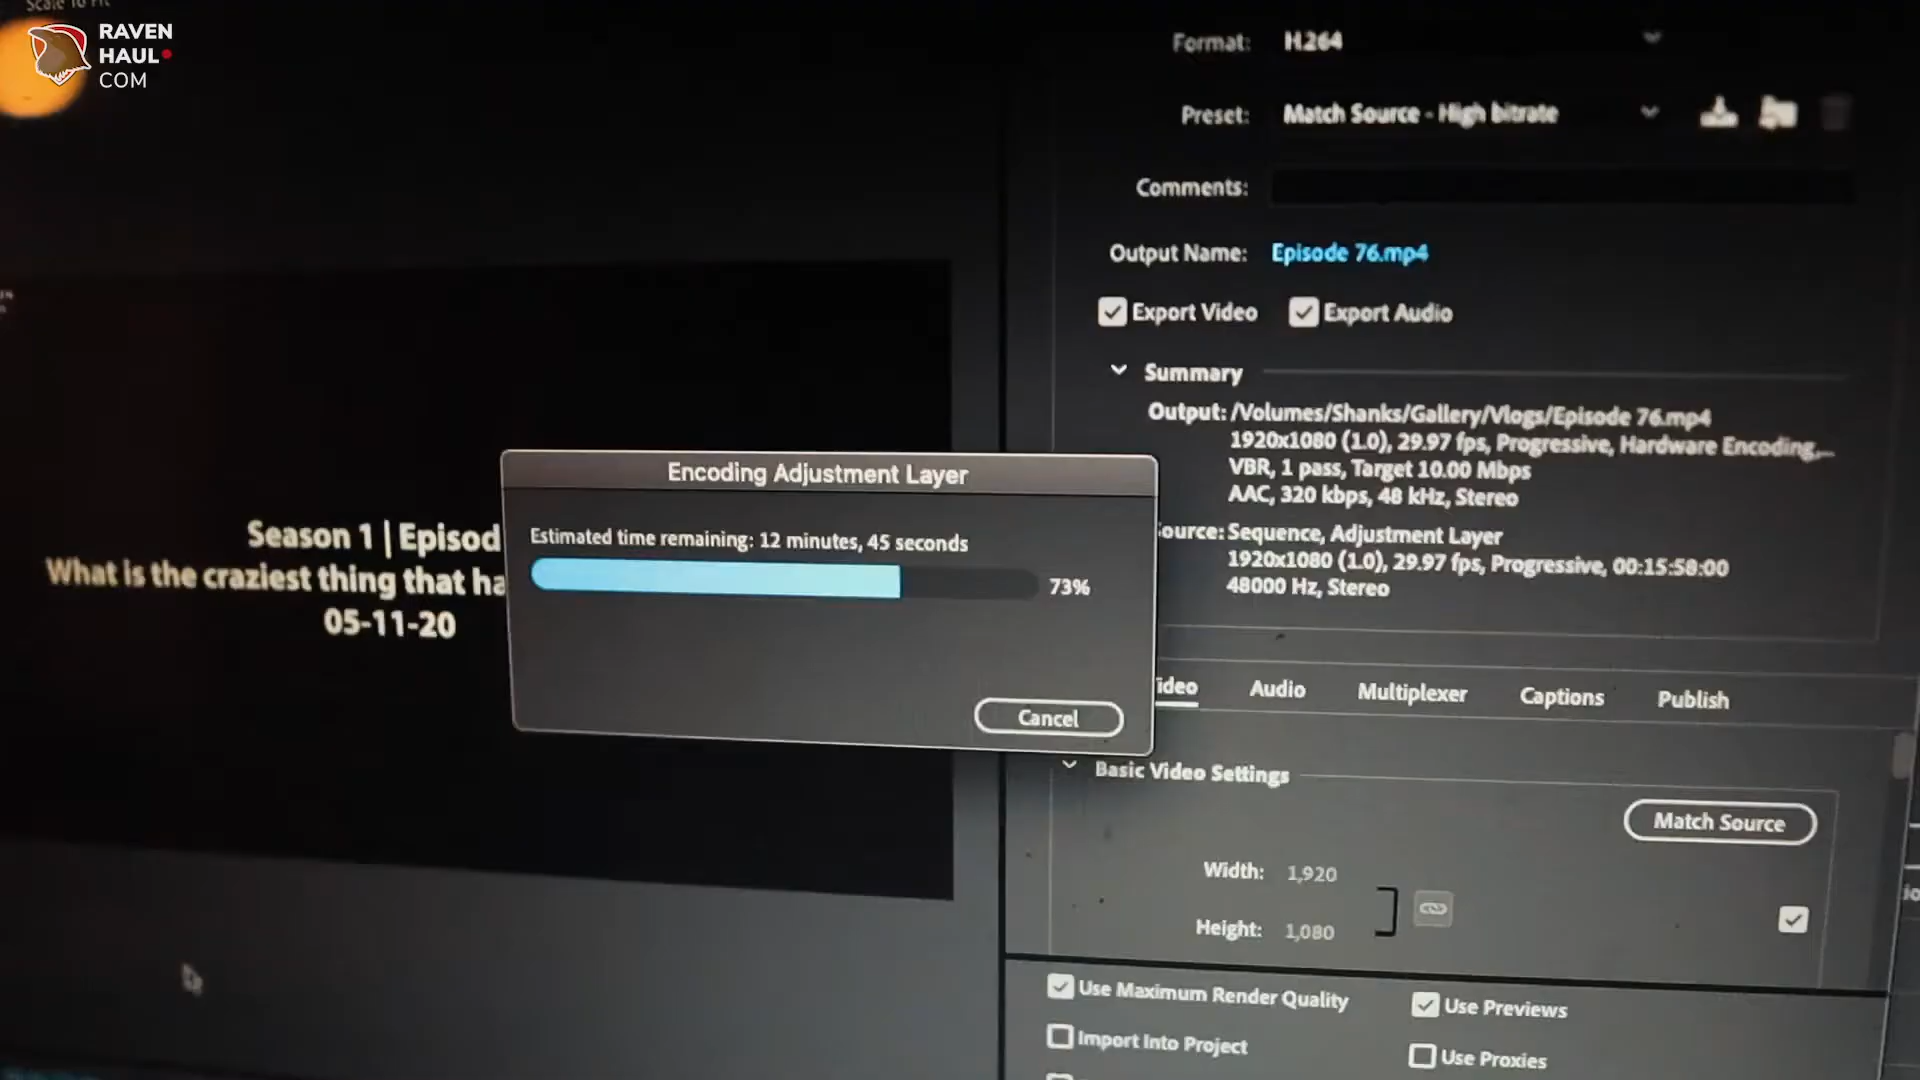 Scale To Fit
RAVEN
HAUL
COM
Format: H.264
Preset: Match Source - High bitrate
Comments:
Output Name: Episode 76.mp4
Export Video Export Audio
Summary
Output: /Volumes/Shanks/Gallery/Vlogs/Episode 76.mp4
1920x1080 (1.0), 29.97 fps, Progressive, Hardware Encoding,...
VBR, 1 pass, Target 10.00 Mbps
AAC, 320 kbps, 48 kHz, Stereo
ource: Sequence, Adjustment Layer
1920x1080 (1.0), 29.97 fps, Progressive, 00:15:58:00
48000 Hz, Stereo
Encoding Adjustment Layer
Estimated time remaining: 12 minutes, 45 seconds
73%
Cancel
Season 1 | Episod
What is the craziest thing that ha
05-11-20
ideo Audio Multiplexer Captions Publish
Basic Video Settings
Match Source
Width: 1,920
Height: 1,080
Use Maximum Render Quality Use Previews
Import Into Project Use Proxies